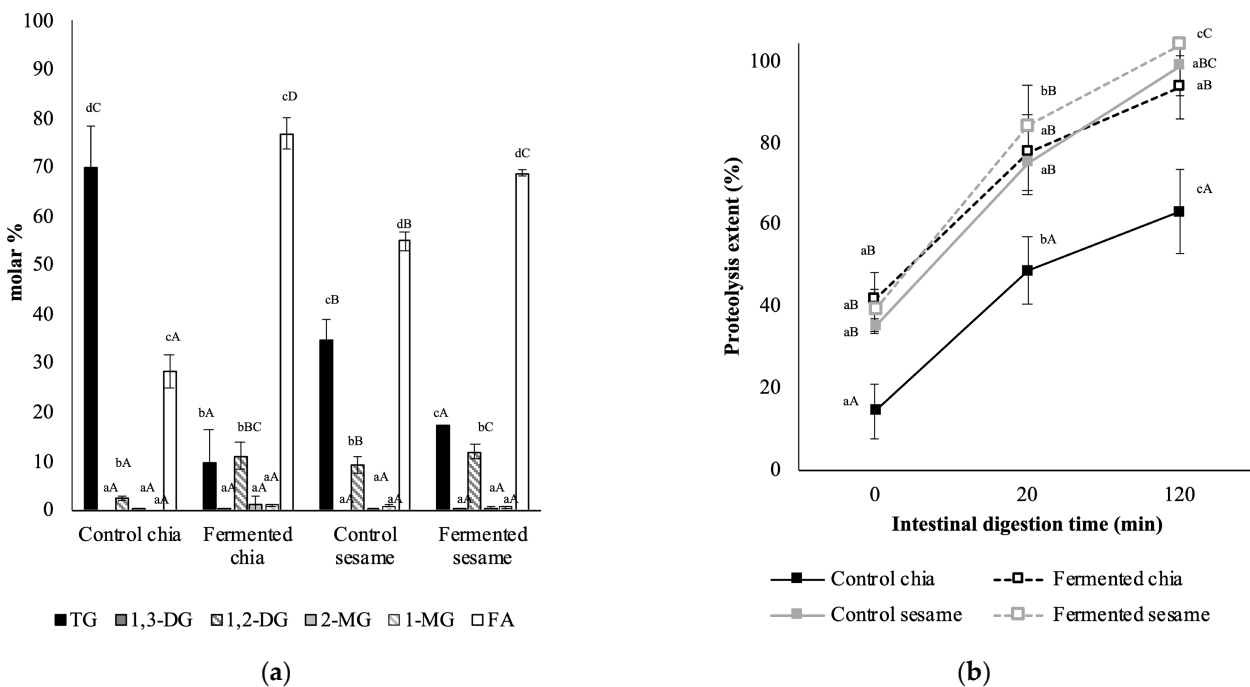 100
90
80
70
60
50
40
30
20
10
0
molar %
dC
bA
aA
aA
aA
cA
bA
aA
bBC
aA
aA
cD
cB
aA
bB
aA
aA
dB
cA
aA
bC
aA
aA
dC
Control chia
Fermented
chia
Control
sesame
Fermented
sesame
TG 1,3-DG 1,2-DG 2-MG 1-MG FA
(a)
100
80
60
40
20
0
Proteolysis extent (%)
aB
aB
aB
aA
bB
aB
aB
bA
cC
aBC
aB
cA
0 20 120
Intestinal digestion time (min)
Control chia Fermented chia
Control sesame Fermented sesame
(b)